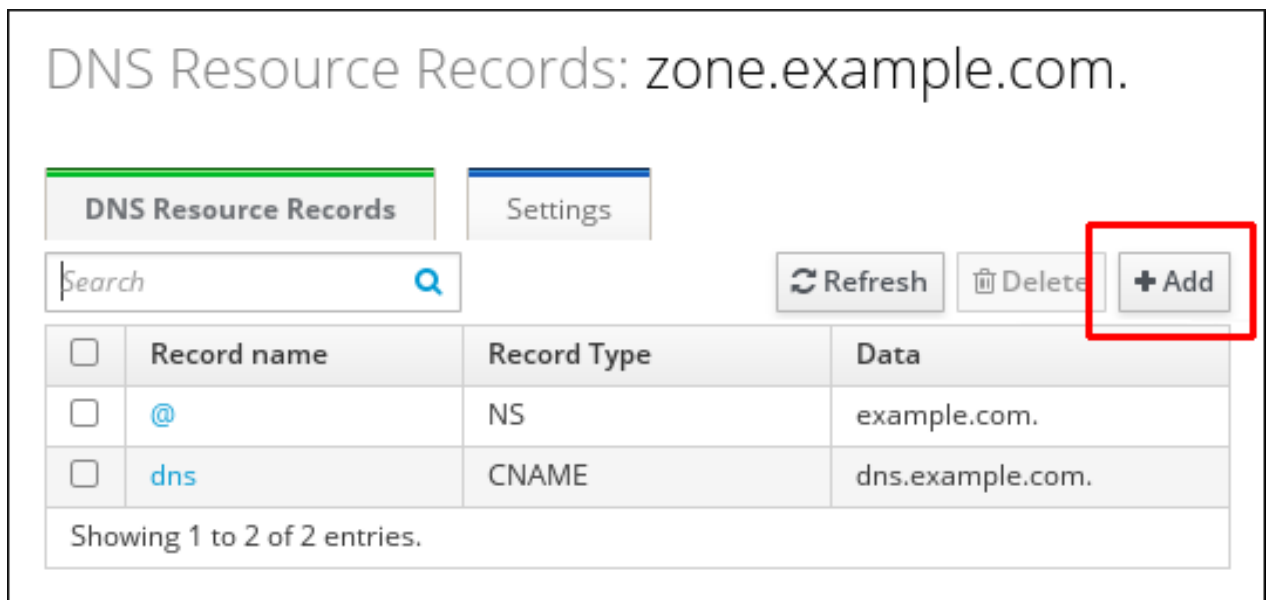 DNS Resource Records: zone.example.com.
DNS Resource Records Settings
Search Refresh Delete Add
Record name Record Type Data
@ NS example.com.
dns CNAME dns.example.com.
Showing 1 to 2 of 2 entries.